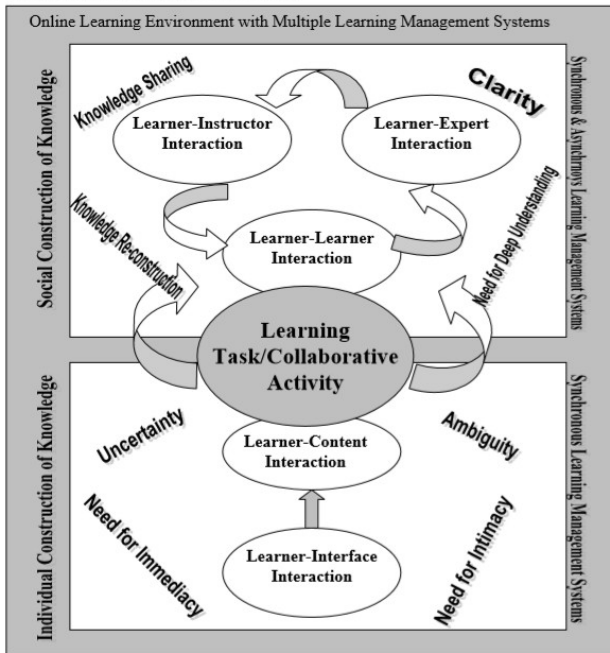 Online Learning Environment with Multiple Learning Management Systems
Social Construction of Knowledge
Knowledge Sharing
Clarity
Synchronous & Asynchrnoys Learning Management Systems
Learner-Instructor
Interaction
Learner-Expert
Interaction
Knowledge Re-construction
Learner-Learner
Interaction
Need for Deep Understanding
Learning
Task/Collaborative
Activity
Individual Construction of Knowledge
Uncertainty
Learner-Content
Interaction
Ambiguity
Synchronous Learning Management Systems
Need for Immediacy
Learner-Interface
Interaction
Need for Intimacy